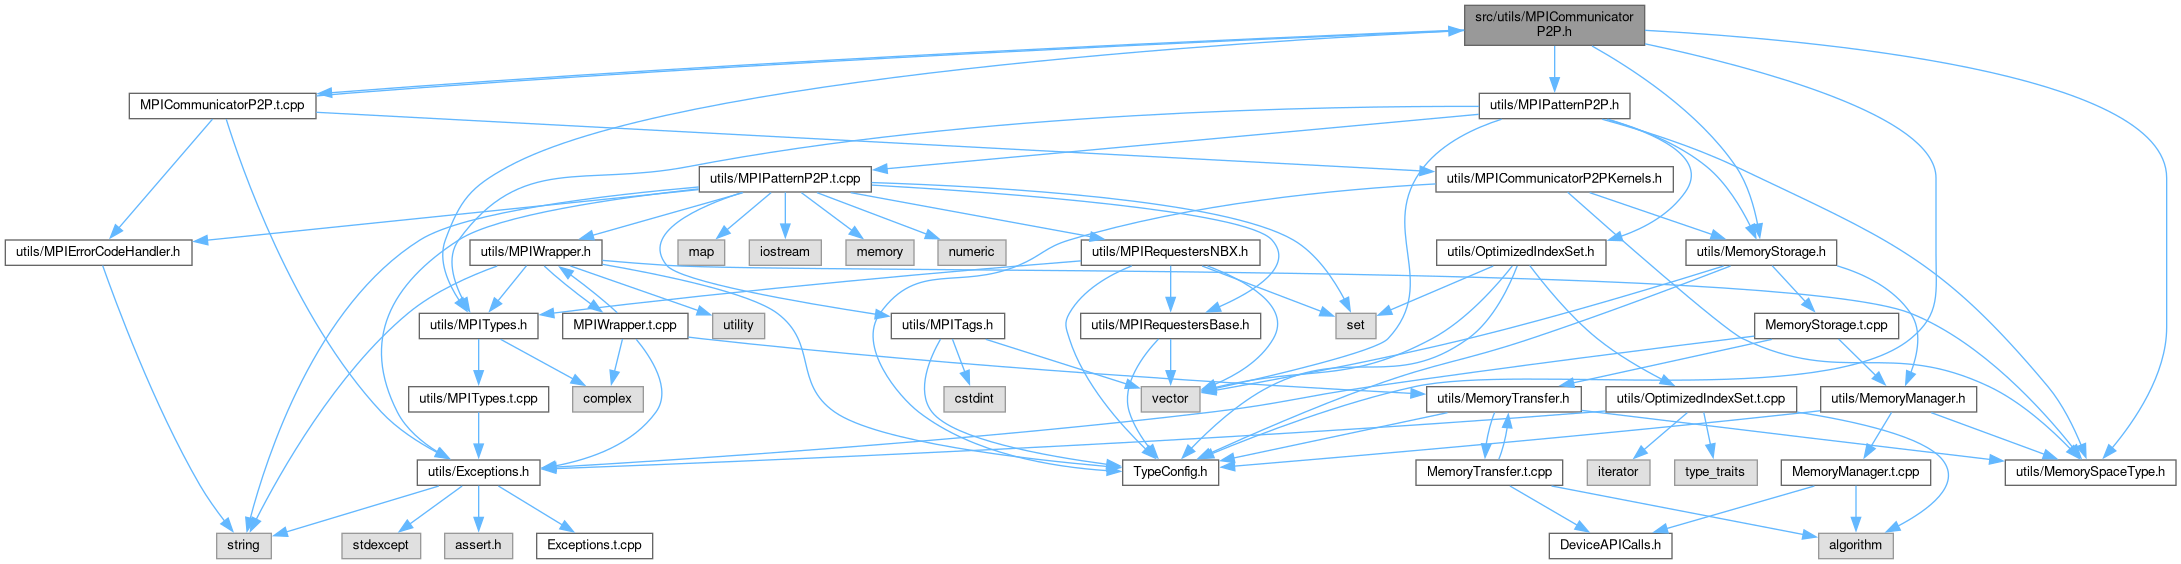 src/utils/MPICommunicator
P2P.h
MPICommunicatorP2P.t.cpp
utils/MPIPatternP2P.h
utils/MPIPatternP2P.t.cpp
utils/MPICommunicatorP2PKernels.h
utils/MPIErrorCodeHandler.h
utils/MPIWrapper.h
map
iostream
memory
numeric
utils/MPIRequestersNBX.h
utils/OptimizedIndexSet.h
utils/MemoryStorage.h
utils/MPITypes.h
MPIWrapper.t.cpp
utility
utils/MPITags.h
utils/MPIRequestersBase.h
set
MemoryStorage.t.cpp
utils/MPITypes.t.cpp
complex
cstdint
vector
utils/MemoryTransfer.h
utils/OptimizedIndexSet.t.cpp
utils/MemoryManager.h
utils/Exceptions.h
TypeConfig.h
MemoryTransfer.t.cpp
iterator
type_traits
MemoryManager.t.cpp
utils/MemorySpaceType.h
string
stdexcept
assert.h
Exceptions.t.cpp
DeviceAPICalls.h
algorithm